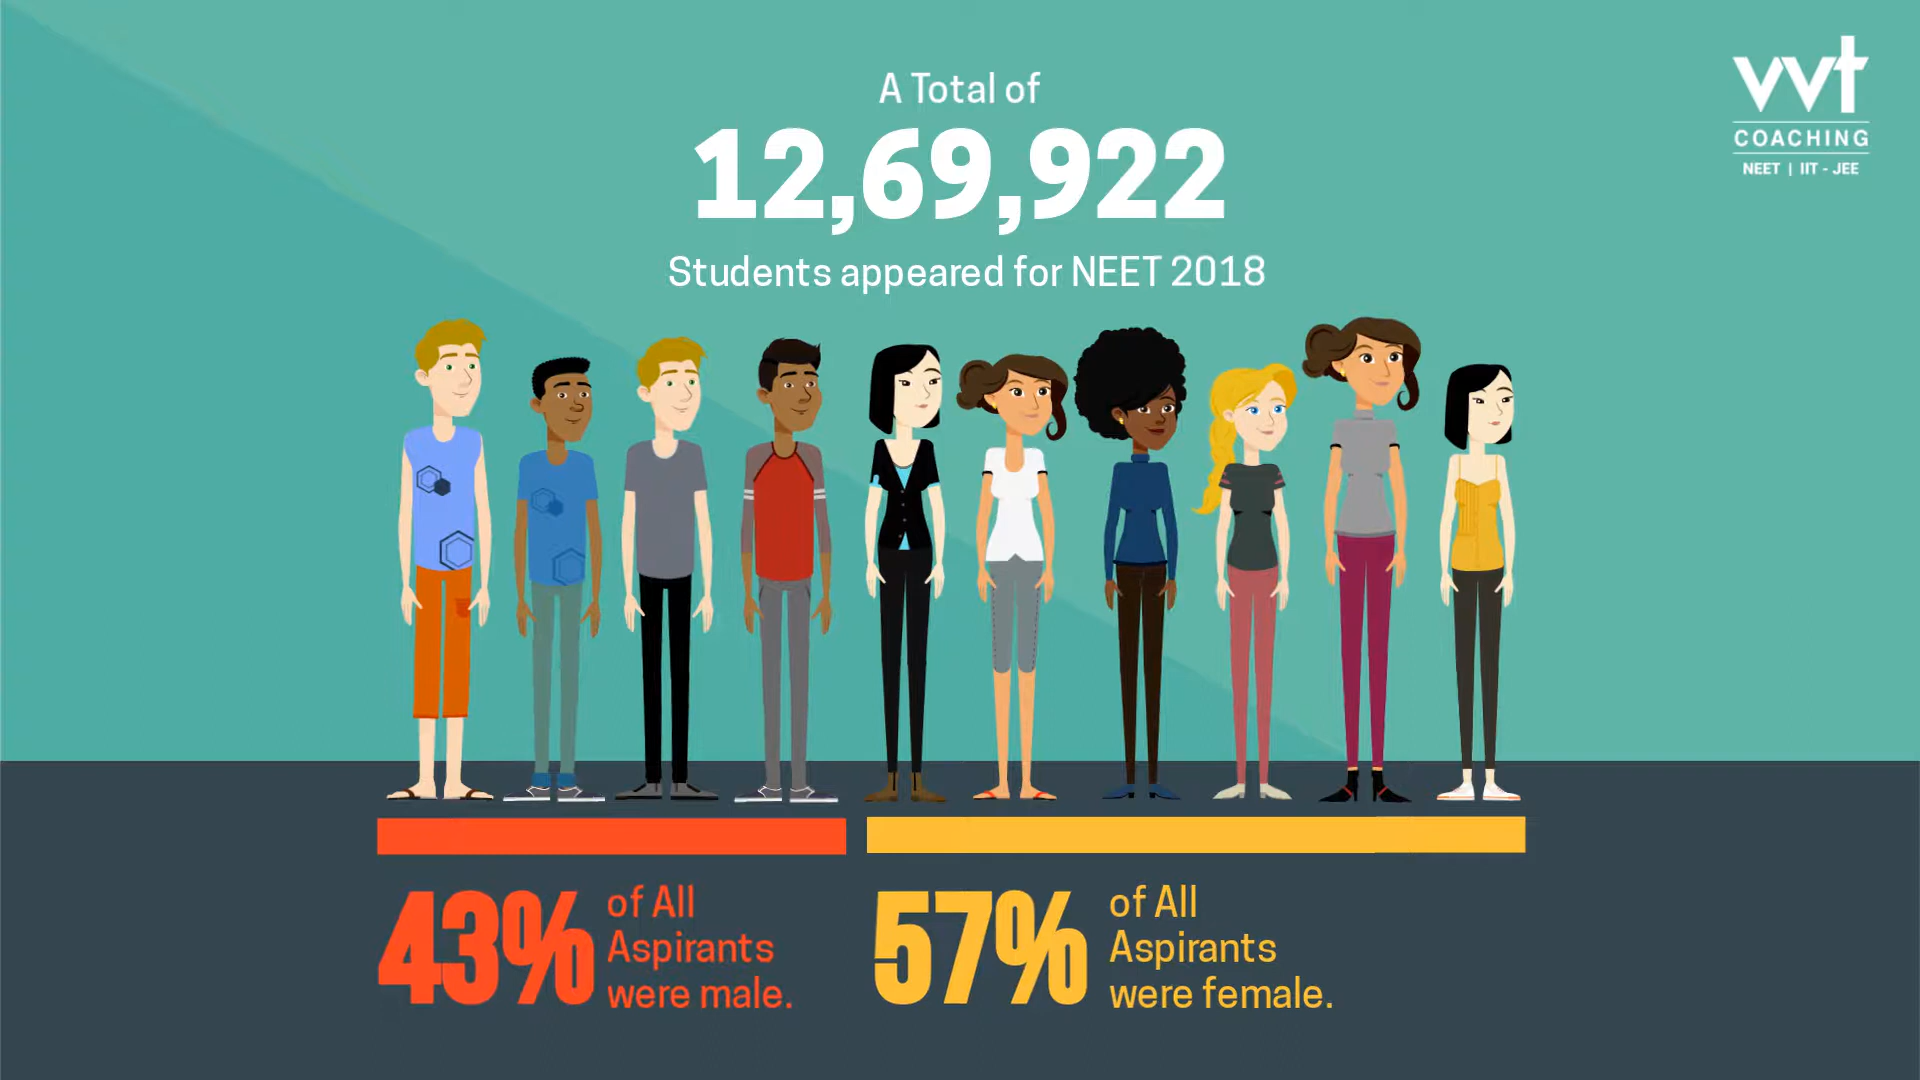 A Total of
12,69,922
Students appeared for NEET 2018
vvt
COACHING
NEET | IIT - JEE
43%
of All
Aspirants
were male.
57%
of All
Aspirants
were female.